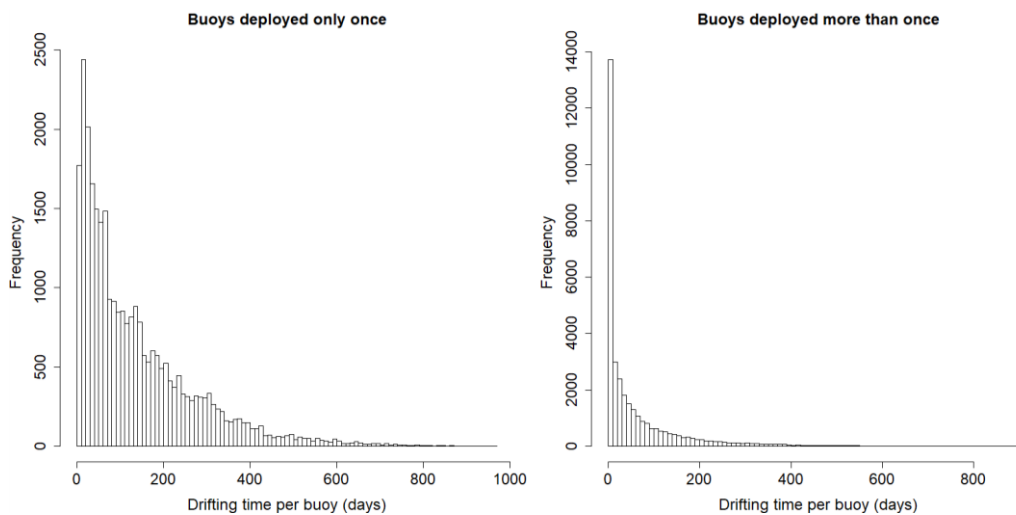 Buoys deployed only once
Frequency
0
500
1000
1500
2000
2500
0 200 400 600 800 1000
Drifting time per buoy (days)
Buoys deployed more than once
Frequency
0
2000
4000
6000
8000
10000
12000
14000
0 200 400 600 800
Drifting time per buoy (days)